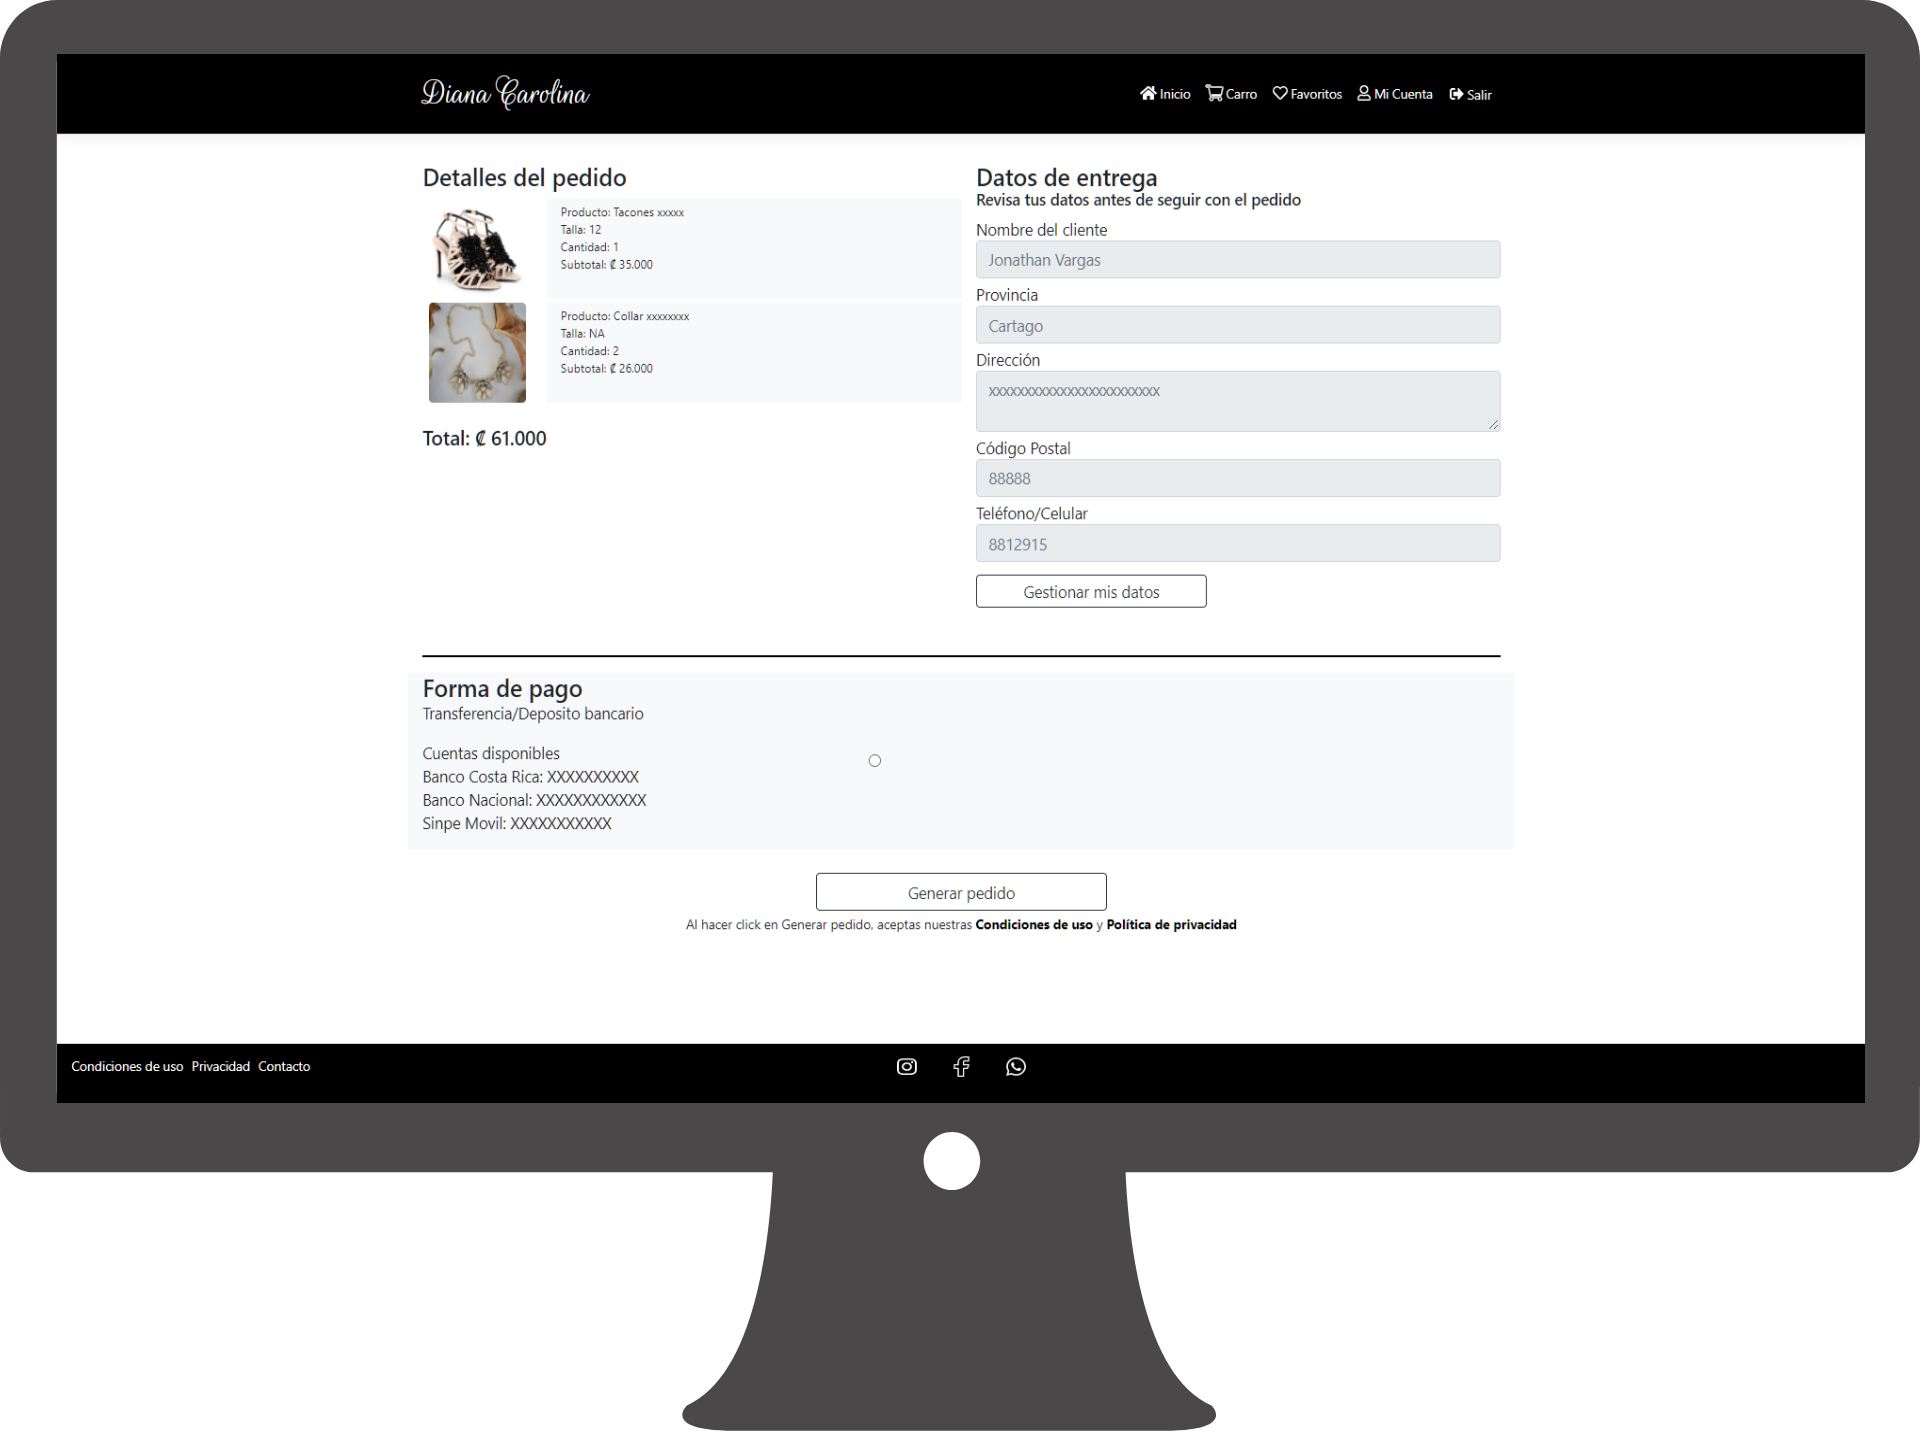 Diana Carolina
Inicio Carro Favoritos Mi Cuenta Salir
Detalles del pedido
Producto: Tacones xxxxx
Talla: 12
Cantidad: 1
Subtotal: ₡ 35.000
Producto: Collar xxxxxxxx
Talla: NA
Cantidad: 2
Subtotal: ₡ 26.000
Total: ₡ 61.000
Datos de entrega
Revisa tus datos antes de seguir con el pedido
Nombre del cliente
Jonathan Vargas
Provincia
Cartago
Dirección
xxxxxxxxxxxxxxxxxxxxxxxx
Código Postal
88888
Teléfono/Celular
8812915
Gestionar mis datos
Forma de pago
Transferencia/Deposito bancario
Cuentas disponibles
Banco Costa Rica: XXXXXXXXXX
Banco Nacional: XXXXXXXXXXXX
Sinpe Movil: XXXXXXXXXXX
Generar pedido
Al hacer click en Generar pedido, aceptas nuestras Condiciones de uso y Política de privacidad
Condiciones de uso Privacidad Contacto